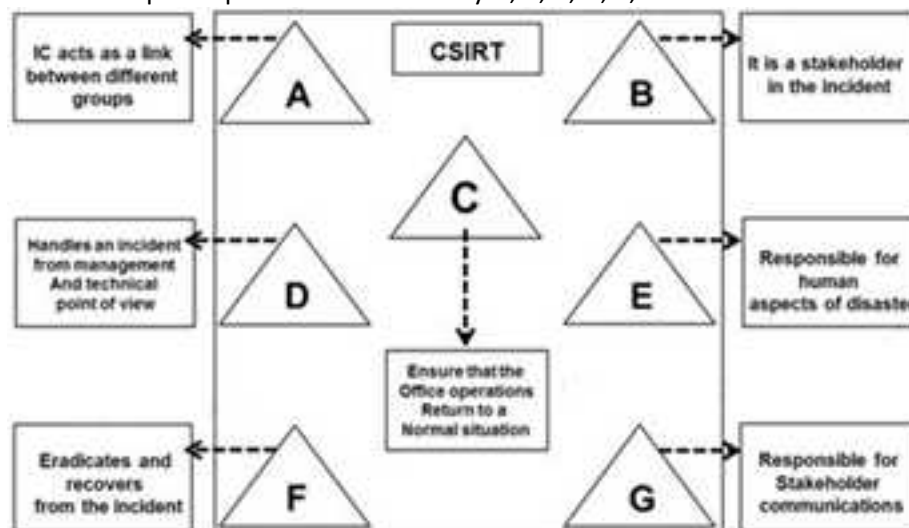 IC acts as a link
between different
groups
A
CSIRT
B
It is a stakeholder
in the incident
C
Handles an incident
from management
And technical
point of view
D
E
Responsible for
human
aspects of disaster
Ensure that the
Office operations
Return to a
Normal situation
Eradicates and
recovers
from the incident
F
G
Responsible for
Stakeholder
communications